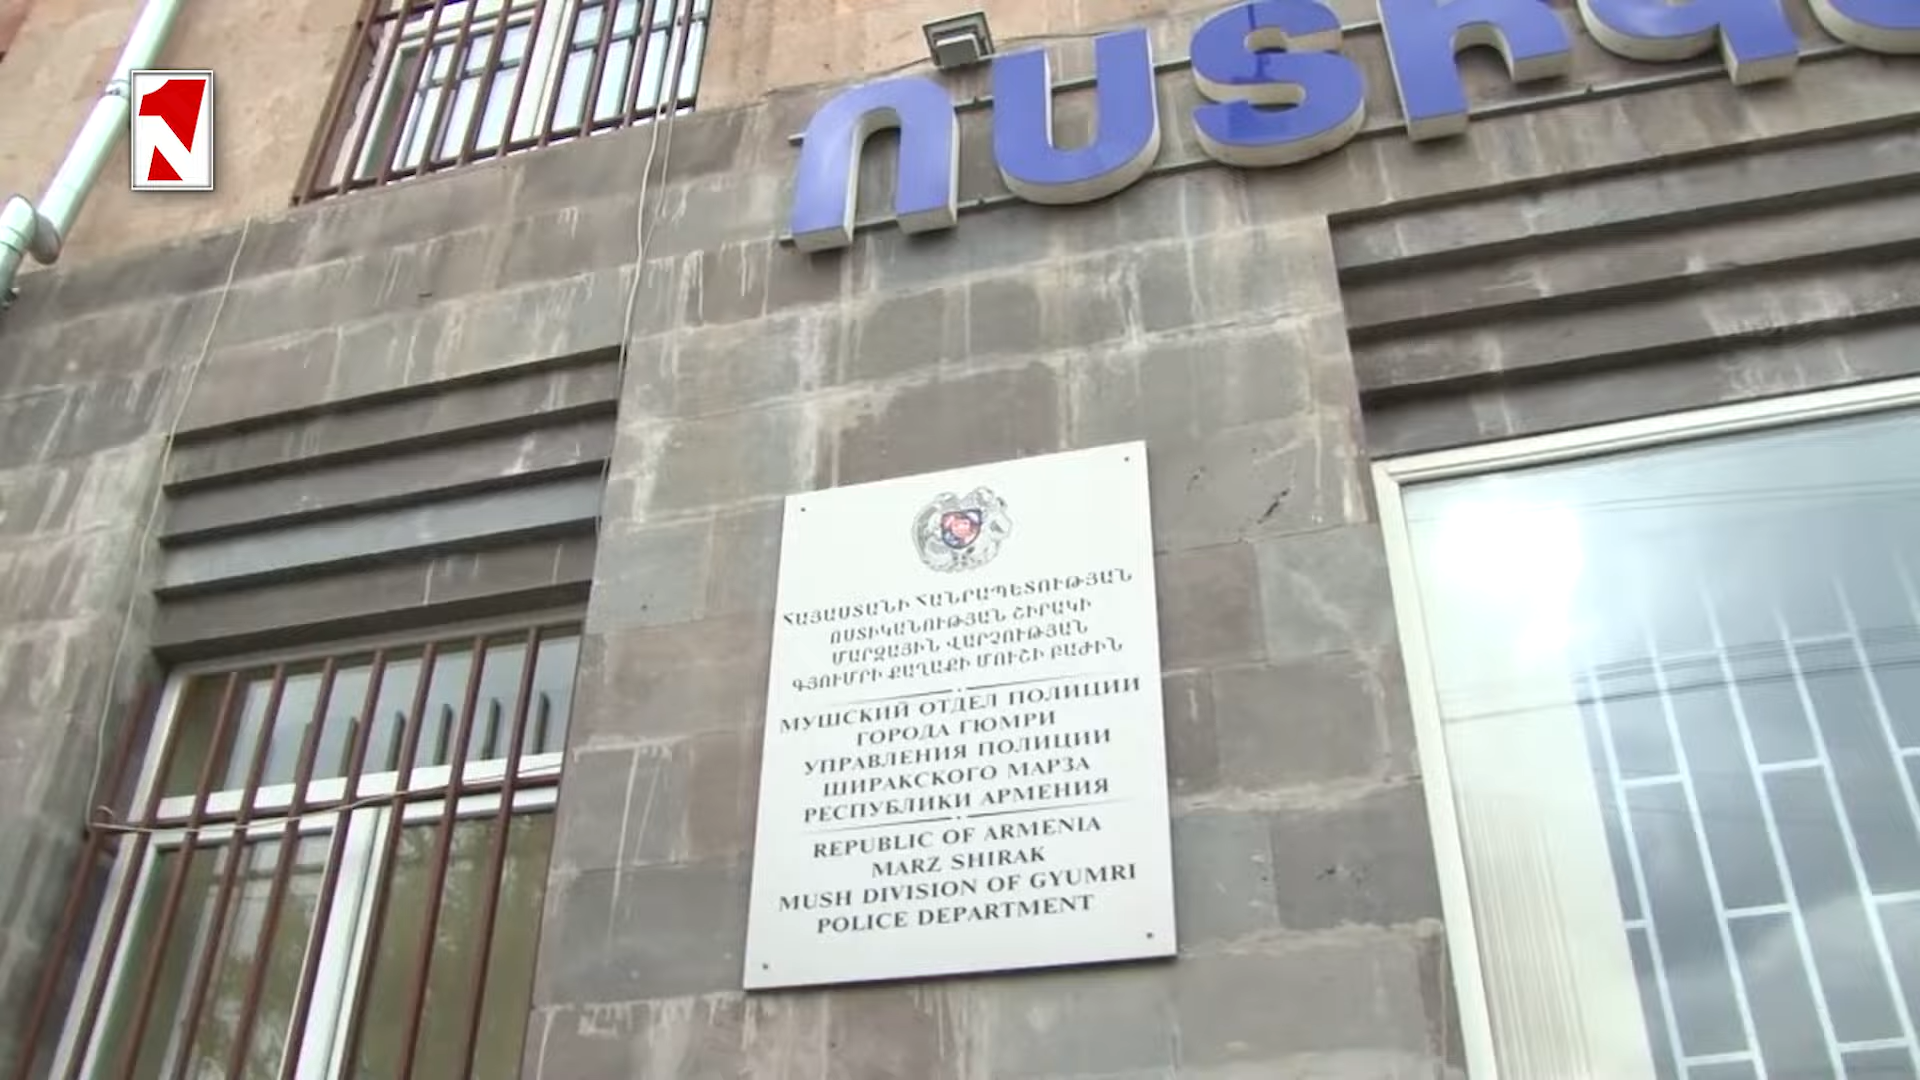 ՈՍՏԻԿԱ
ՀԱՅԱՍՏԱՆԻ ՀԱՆՐԱՊԵՏՈՒԹՅԱՆ
ՈՍՏԻԿԱՆՈՒԹՅԱՆ ՇԻՐԱԿԻ
ՄԱՐԶԱՅԻՆ ՎԱՐՉՈՒԹՅԱՆ
ԳՅՈՒՄՐԻ ՔԱՂԱՔԻ ՄՈՒՇԻ ԲԱԺԻՆ
МУШСКИЙ ОТДЕЛ ПОЛИЦИИ
ГОРОДА ГЮМРИ
УПРАВЛЕНИЯ ПОЛИЦИИ
ШИРАКСКОГО МАРЗА
РЕСПУБЛИКИ АРМЕНИЯ
REPUBLIC OF ARMENIA
MARZ SHIRAK
MUSH DIVISION OF GYUMRI
POLICE DEPARTMENT